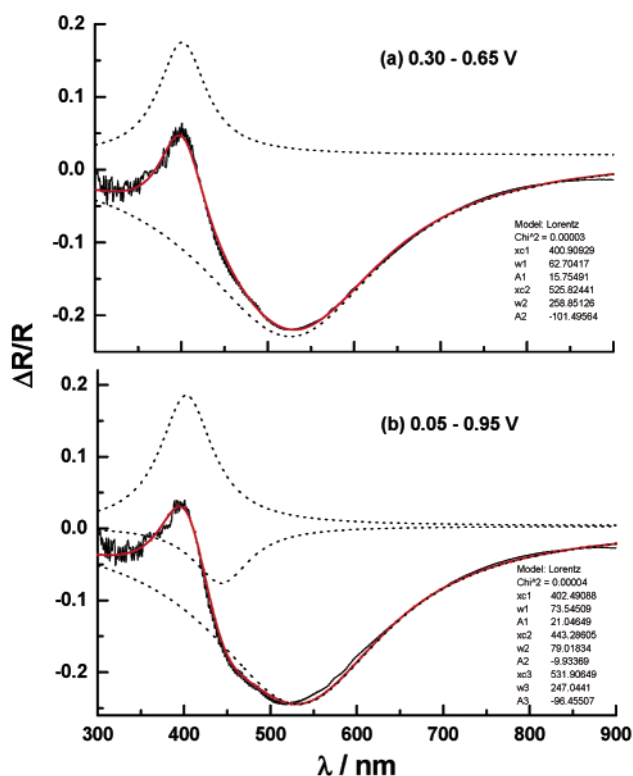 0.2
(a) 0.30 - 0.65 V
0.1
0.0
-0.1
-0.2
Model: Lorentz
Chi^2 = 0.00003
xc1 400.90929
w1 62.70417
A1 15.75491
xc2 525.82441
w2 258.85126
A2 -101.49564
ΔR/R
0.2
(b) 0.05 - 0.95 V
0.1
0.0
-0.1
-0.2
Model: Lorentz
Chi^2 = 0.00004
xc1 402.49088
w1 73.54509
A1 21.04649
xc2 443.28605
w2 79.01834
A2 -9.93369
xc3 531.90649
w3 247.0441
A3 -96.45507
300 400 500 600 700 800 900
λ / nm